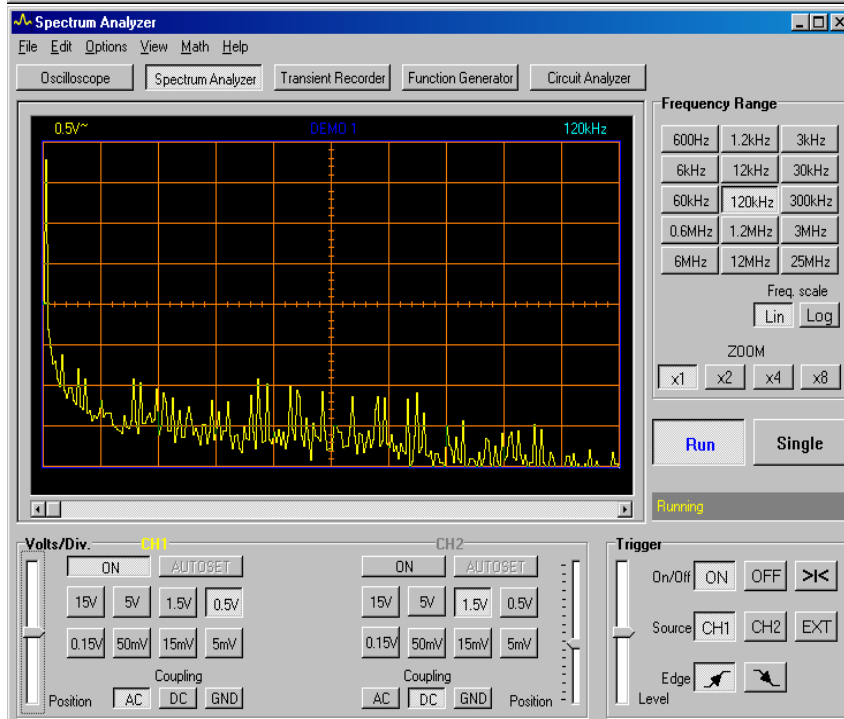 Spectrum Analyzer
File Edit Options View Math Help
Oscilloscope Spectrum Analyzer Transient Recorder Function Generator Circuit Analyzer
0.5V~ DEMO 1 120kHz
Frequency Range
600Hz 1.2kHz 3kHz
6kHz 12kHz 30kHz
60kHz 120kHz 300kHz
0.6MHz 1.2MHz 3MHz
6MHz 12MHz 25MHz
Freq. scale
Lin Log
ZOOM
x1 x2 x4 x8
Run Single
Running
Volts/Div. CH1
ON AUTOSET
15V 5V 1.5V 0.5V
0.15V 50mV 15mV 5mV
Coupling
Position AC DC GND
CH2
ON AUTOSET
15V 5V 1.5V 0.5V
0.15V 50mV 15mV 5mV
Coupling
AC DC GND Position
Trigger
On/Off ON OFF >I<
Source CH1 CH2 EXT
Edge
Level